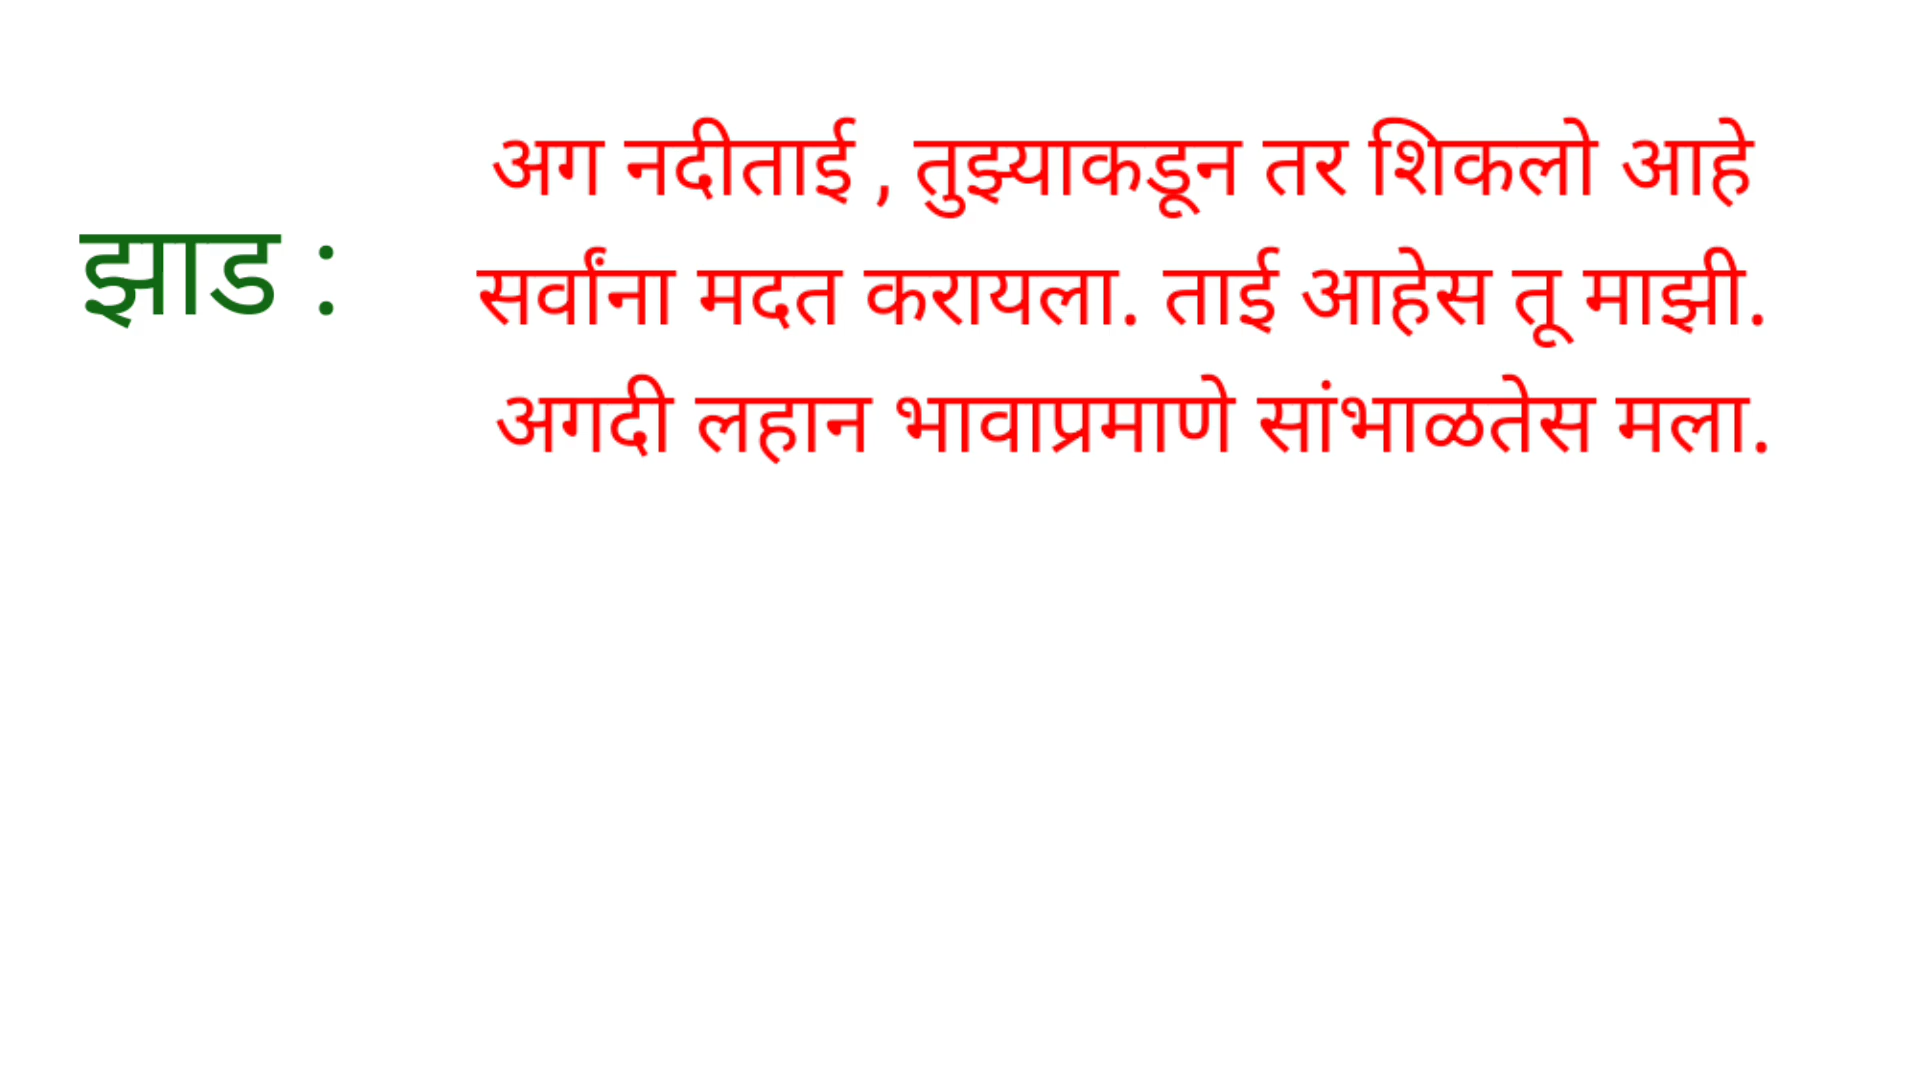 अग नदीताई , तुझ्याकडून तर शिकलो आहे
झाड :
सर्वांना मदत करायला. ताई आहेस तू माझी.
अगदी लहान भावाप्रमाणे सांभाळतेस मला.